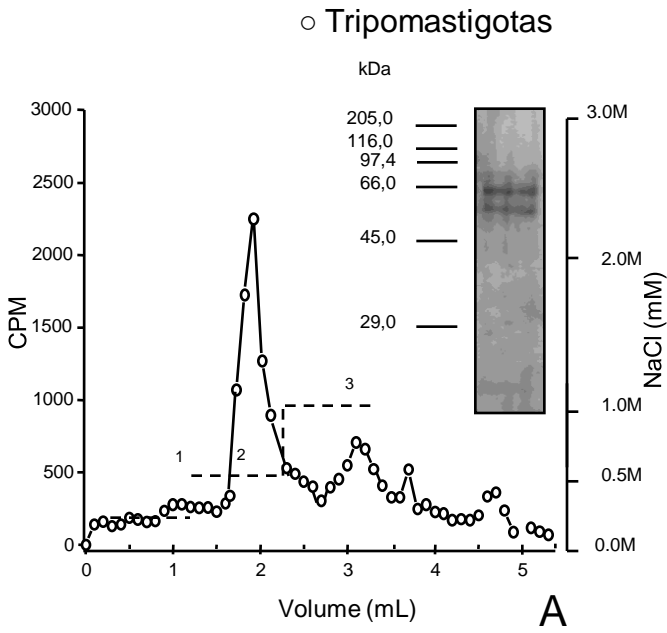 ○ Tripomastigotas
kDa
205,0
116,0
97,4
66,0
45,0
29,0
3000
2500
2000
1500
1000
500
0
CPM
3.0M
2.0M
1.0M
0.5M
0.0M
NaCl (mM)
1
2
3
0 1 2 3 4 5
Volume (mL)
A